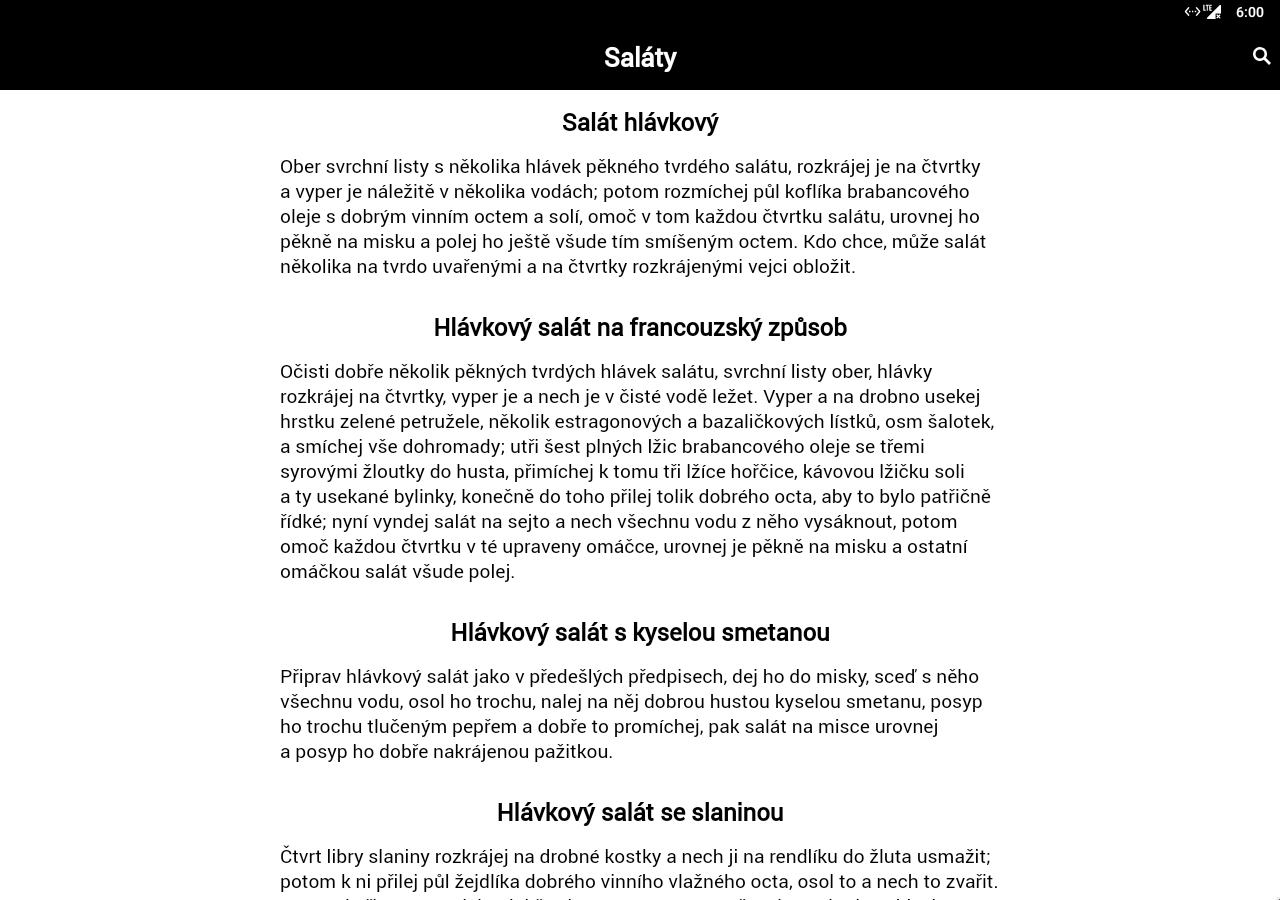 LTE 6:00
Saláty
Salát hlávkový
Ober svrchní listy s několika hlávek pěkného tvrdého salátu, rozkrájej je na čtvrtky
a vyper je náležitě v několika vodách; potom rozmíchej půl koflíka brabancového
oleje s dobrým vinním octem a solí, omoč v tom každou čtvrtku salátu, urovnej ho
pěkně na misku a polej ho ještě všude tím smíšeným octem. Kdo chce, může salát
několika na tvrdo uvařenými a na čtvrtky rozkrájenými vejci obložit.
Hlávkový salát na francouzský způsob
Očisti dobře několik pěkných tvrdých hlávek salátu, svrchní listy ober, hlávky
rozkrájej na čtvrtky, vyper je a nech je v čisté vodě ležet. Vyper a na drobno usekej
hrstku zelené petružele, několik estragonových a bazaličkových lístků, osm šalotek,
a smíchej vše dohromady; utři šest plných lžic brabancového oleje se třemi
syrovými žloutky do husta, přimíchej k tomu tři lžíce hořčice, kávovou lžičku soli
a ty usekané bylinky, konečně do toho přilej tolik dobrého octa, aby to bylo patřičně
řídké; nyní vyndej salát na sejto a nech všechnu vodu z něho vysáknout, potom
omoč každou čtvrtku v té upraveny omáčce, urovnej je pěkně na misku a ostatní
omáčkou salát všude polej.
Hlávkový salát s kyselou smetanou
Připrav hlávkový salát jako v předešlých předpisech, dej ho do misky, sceď s něho
všechnu vodu, osol ho trochu, nalej na něj dobrou hustou kyselou smetanu, posyp
ho trochu tlučeným pepřem a dobře to promíchej, pak salát na misce urovnej
a posyp ho dobře nakrájenou pažitkou.
Hlávkový salát se slaninou
Čtvrt libry slaniny rozkrájej na drobné kostky a nech ji na rendlíku do žluta usmažit;
potom k ni přilej půl žejdlíka dobrého vinního vlažného octa, osol to a nech to zvařit.